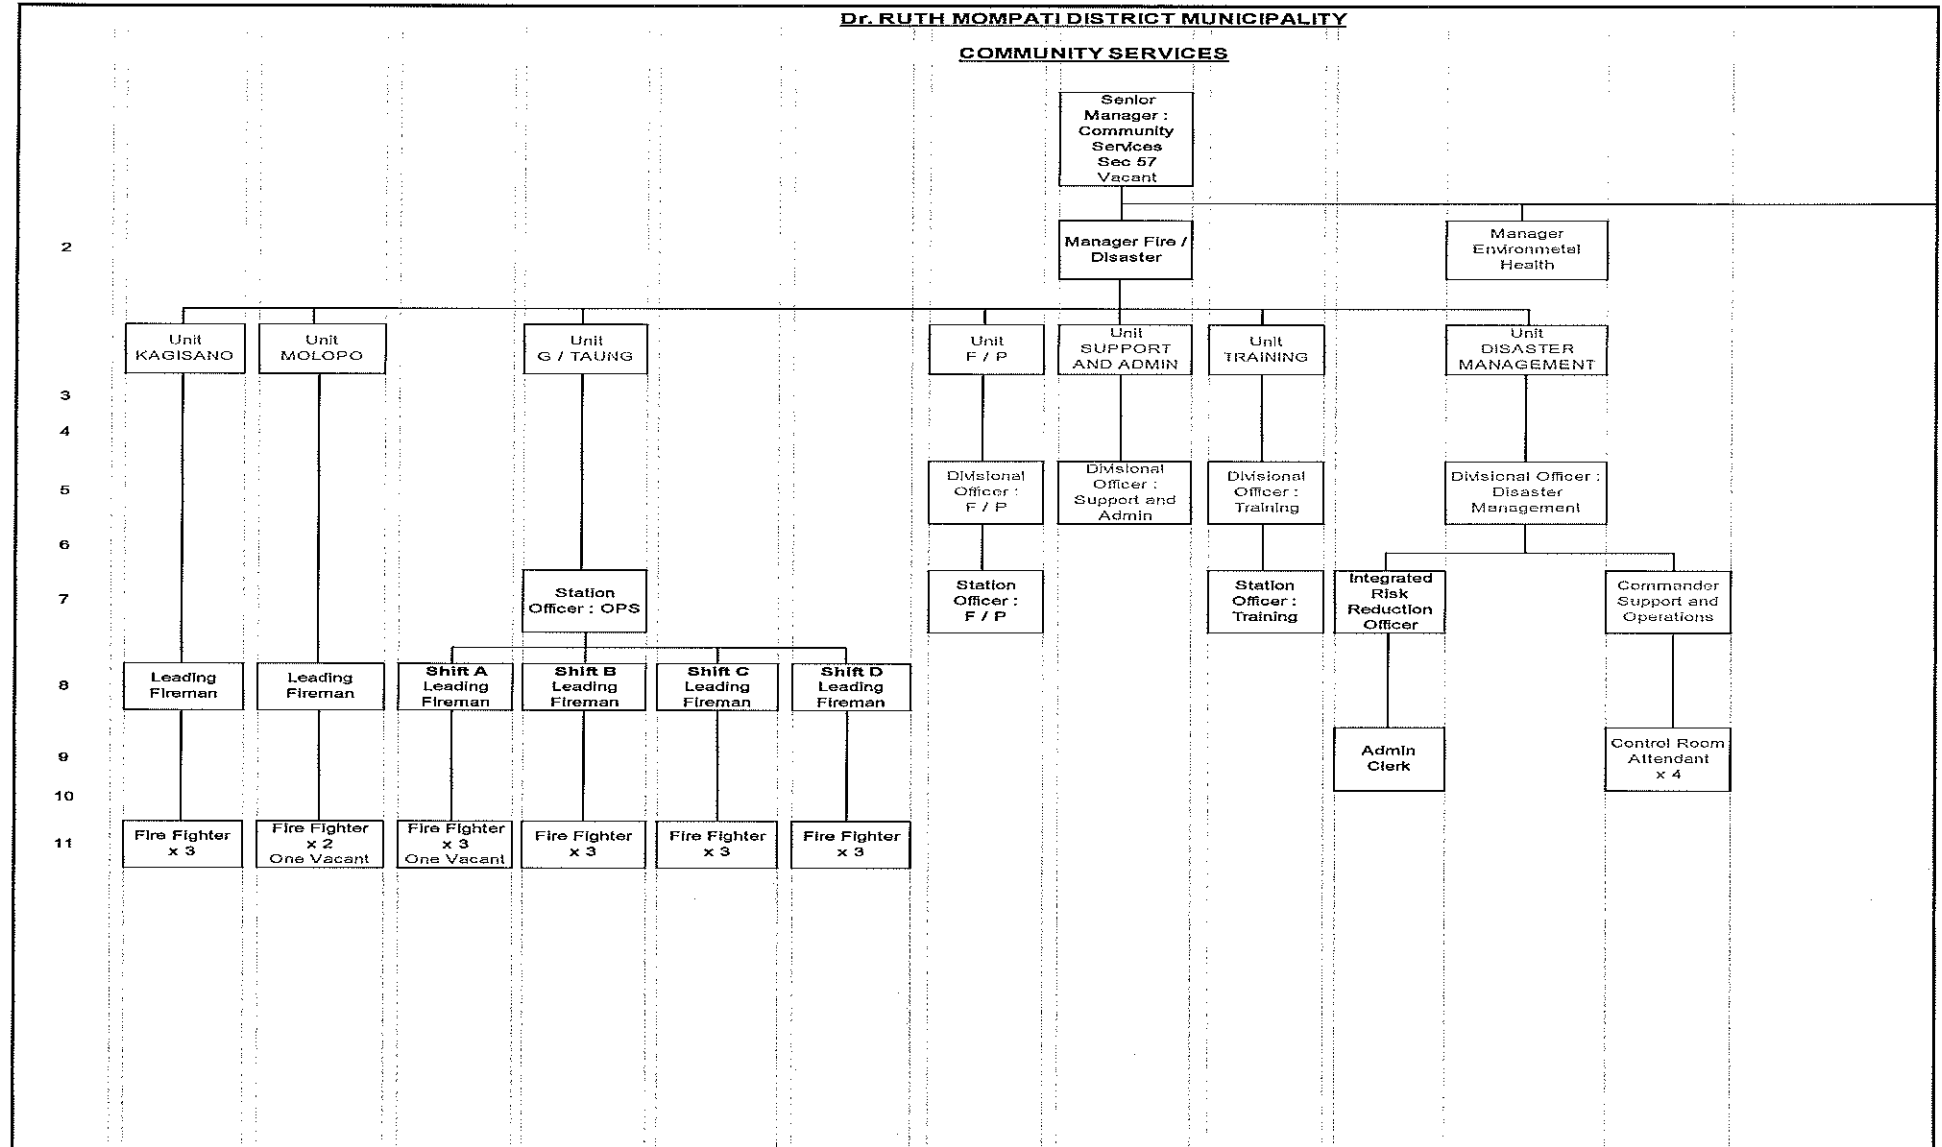 Dr. RUTH MOMPATI DISTRICT MUNICIPALITY
COMMUNITY SERVICES
Senior
Manager :
Community
Services
Sec 57
Vacant
2
Manager Fire /
Disaster
Manager
Environmetal
Health
Unit
KAGISANO
Unit
MOLOPO
Unit
G / TAUNG
Unit
F / P
Unit
SUPPORT
AND ADMIN
Unit
TRAINING
Unit
DISASTER
MANAGEMENT
3
4
5
Divisional
Officer :
F / P
Divisional
Officer :
Support and
Admin
Divisional
Officer :
Training
Divisional Officer :
Disaster
Management
6
7
Station
Officer : OPS
Station
Officer :
F / P
Station
Officer :
Training
Integrated
Risk
Reduction
Officer
Commander
Support and
Operations
8
Leading
Fireman
Leading
Fireman
Shift A
Leading
Fireman
Shift B
Leading
Fireman
Shift C
Leading
Fireman
Shift D
Leading
Fireman
9
Admin
Clerk
Control Room
Attendant
x 4
10
11
Fire Fighter
x 3
Fire Fighter
x 2
One Vacant
Fire Fighter
x 3
One Vacant
Fire Fighter
x 3
Fire Fighter
x 3
Fire Fighter
x 3